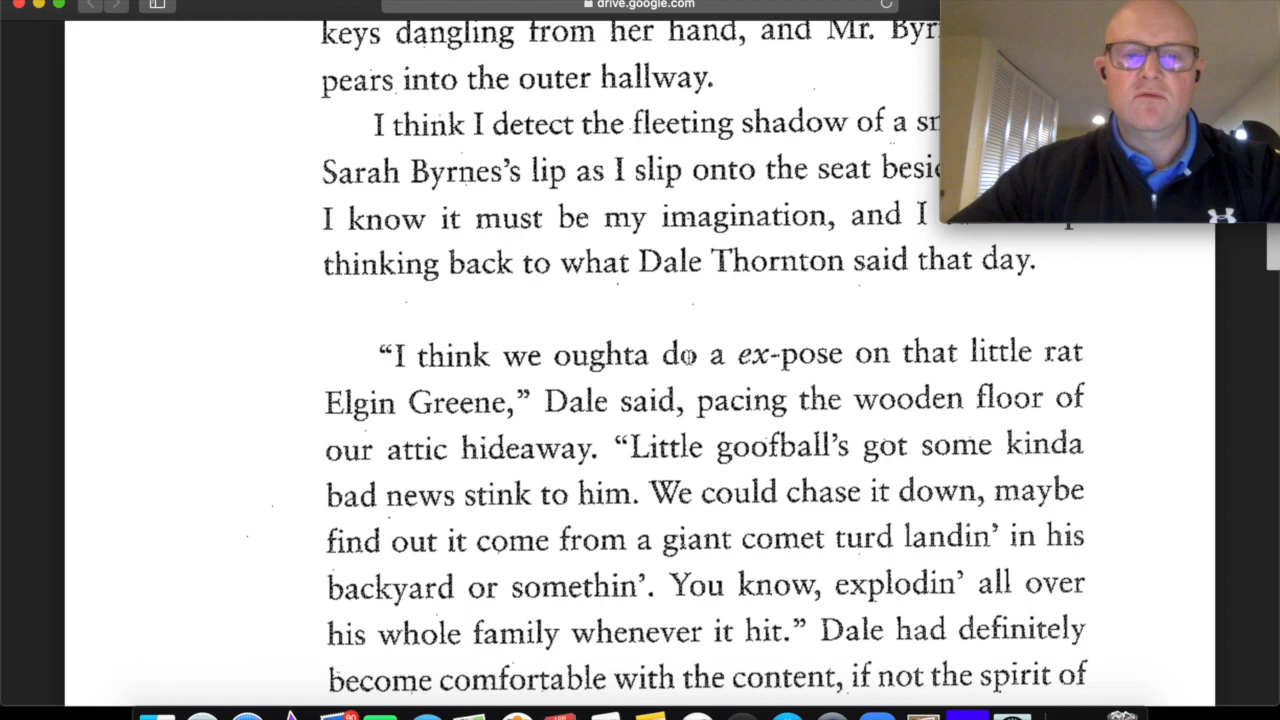 drive.google.com
keys dangling from her hand, and Mr.
pears into the outer hallway.
I think I detect the fleeting shadow of a
Sarah Byrnes's lip as I slip onto the seat
I know it must be my imagination, and I
thinking back to what Dale Thornton said that day.
“I think we oughta do a ex-pose on that little rat
Elgin Greene,” Dale said, pacing the wooden floor of
our attic hideaway. “Little goofball's got some kinda
bad news stink to him. We could chase it down, maybe
find out it come from a giant comet turd landin' in his
backyard or somethin'. You know, explodin' all over
his whole family whenever it hit.” Dale had definitely
become comfortable with the content, if not the spirit of